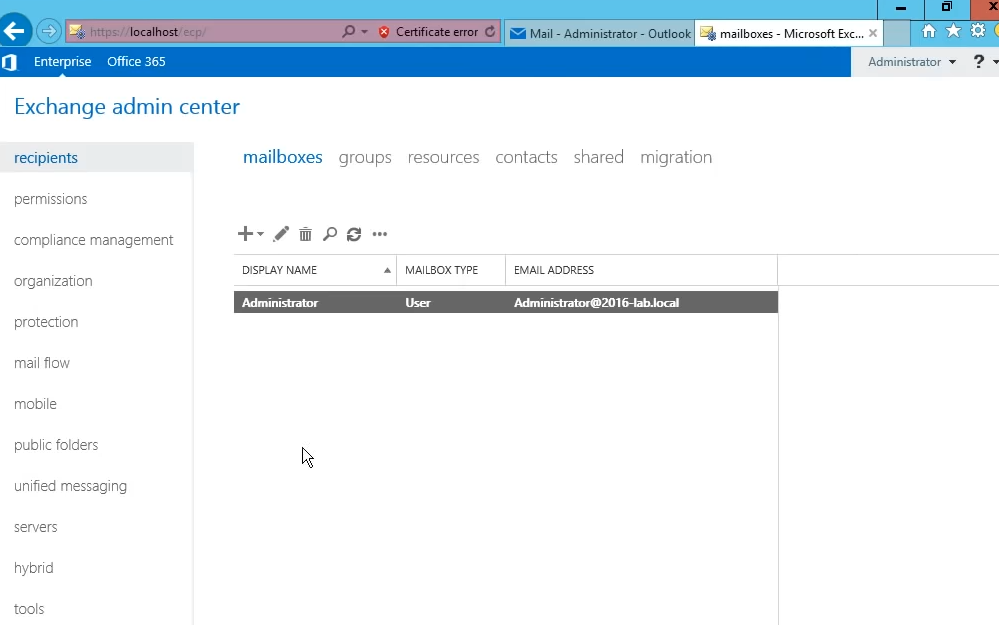 https://localhost/ecp/ Certificate error Mail - Administrator - Outlook mailboxes - Microsoft Exc...
Enterprise Office 365 Administrator ?
Exchange admin center
recipients
permissions
compliance management
organization
protection
mail flow
mobile
public folders
unified messaging
servers
hybrid
tools
mailboxes groups resources contacts shared migration
DISPLAY NAME MAILBOX TYPE EMAIL ADDRESS
Administrator User Administrator@2016-lab.local